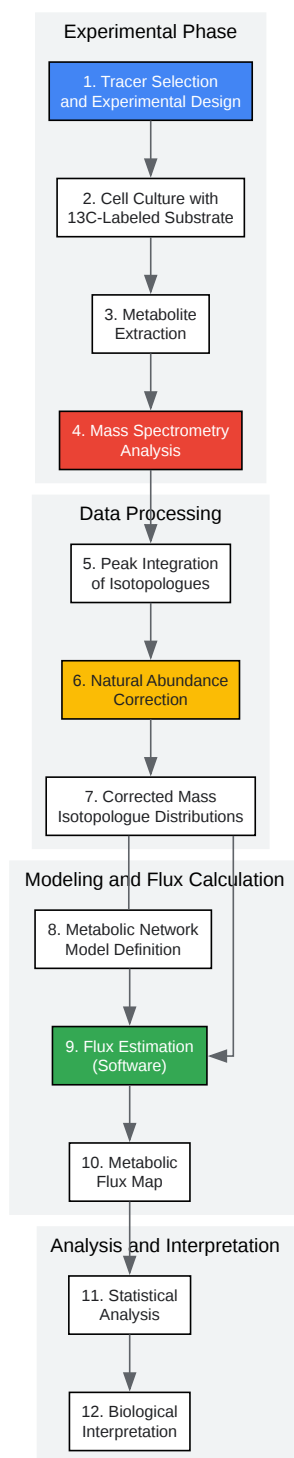 Experimental Phase
1. Tracer Selection
and Experimental Design
2. Cell Culture with
13C-Labeled Substrate
3. Metabolite
Extraction
4. Mass Spectrometry
Analysis
Data Processing
5. Peak Integration
of Isotopologues
6. Natural Abundance
Correction
7. Corrected Mass
Isotopologue Distributions
Modeling and Flux Calculation
8. Metabolic Network
Model Definition
9. Flux Estimation
(Software)
10. Metabolic
Flux Map
Analysis and Interpretation
11. Statistical
Analysis
12. Biological
Interpretation